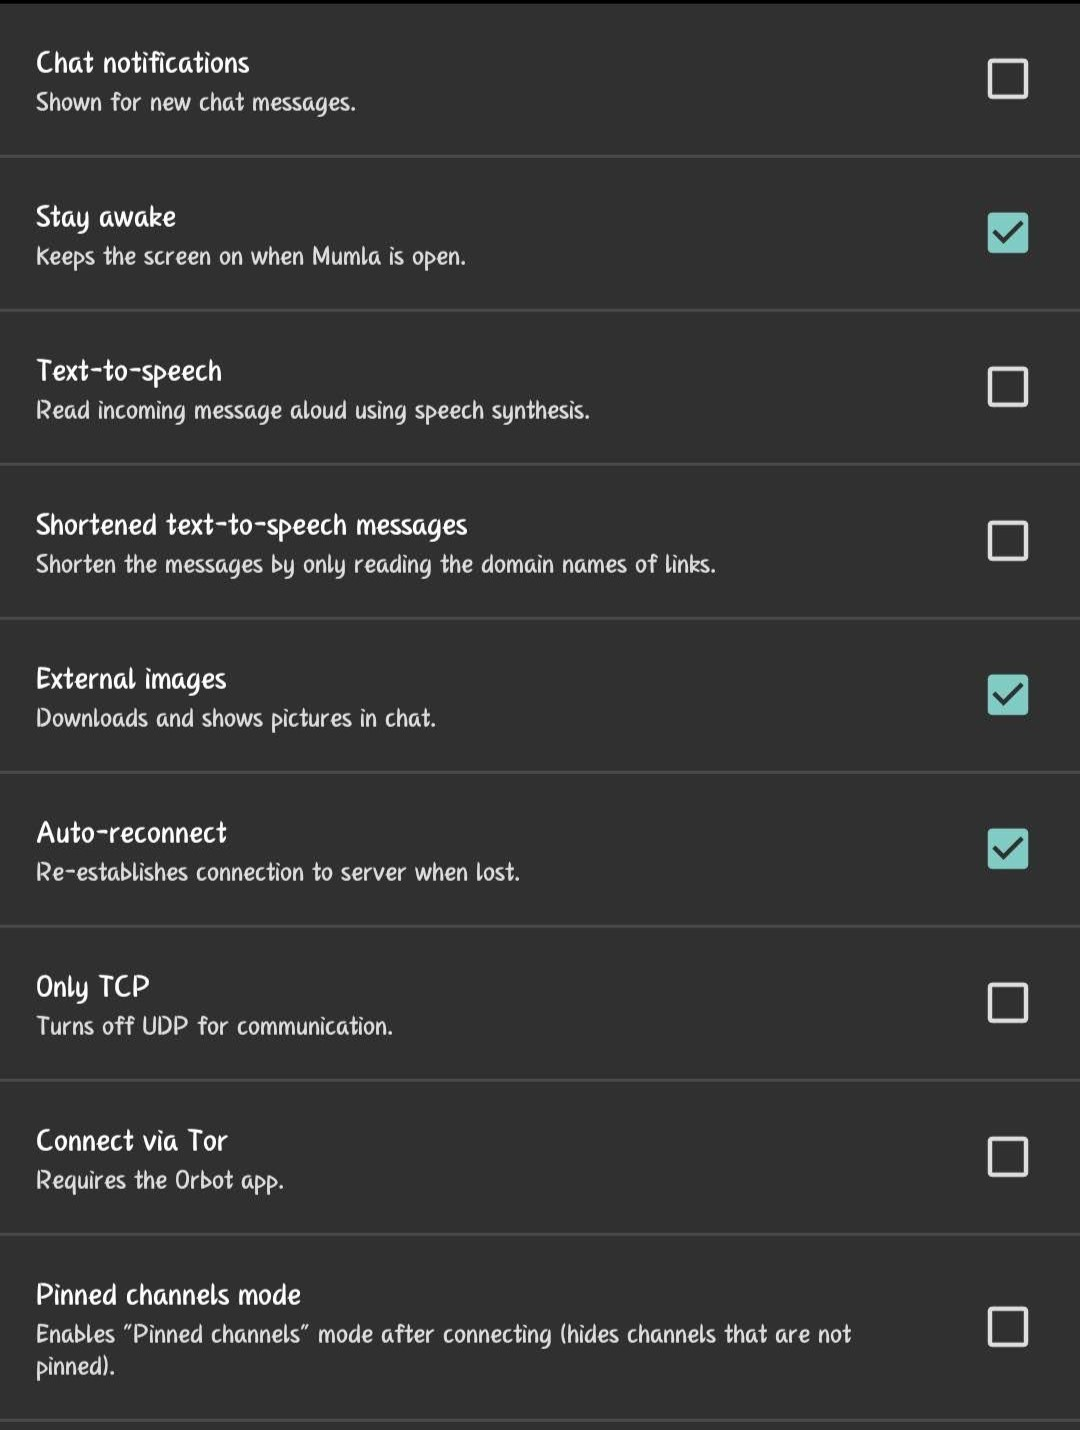 Chat notifications
Shown for new chat messages.
Stay awake
Keeps the screen on when Mumla is open.
Text-to-speech
Read incoming message aloud using speech synthesis.
Shortened text-to-speech messages
Shorten the messages by only reading the domain names of links.
External images
Downloads and shows pictures in chat.
Auto-reconnect
Re-establishes connection to server when lost.
Only TCP
Turns off UDP for communication.
Connect via Tor
Requires the Orbot app.
Pinned channels mode
Enables "Pinned channels" mode after connecting (hides channels that are not
pinned).